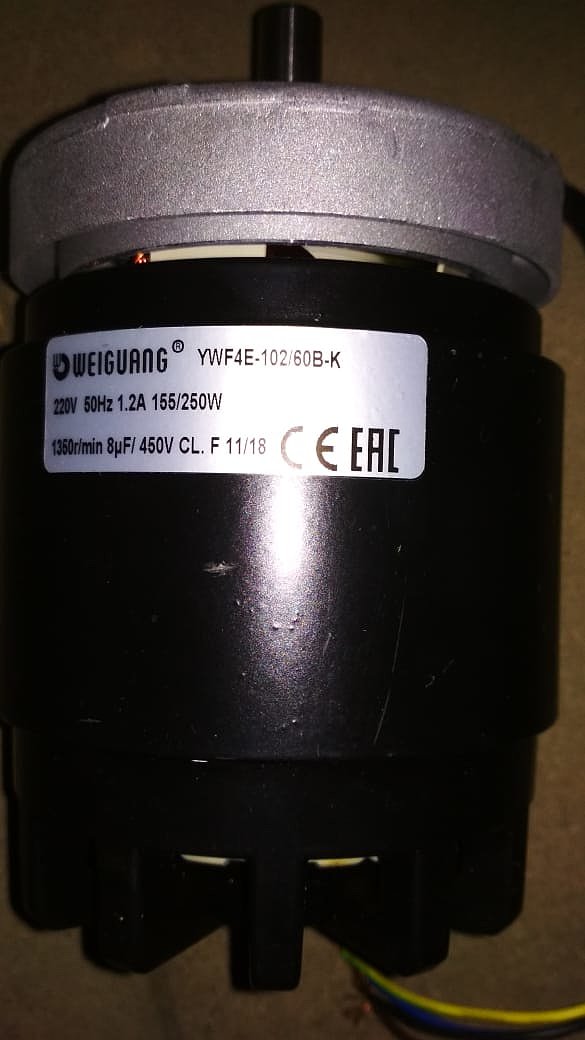 WEIGUANG® YWF4E-102/60B-K
220V 50Hz 1.2A 155/250W
1360r/min 8µF/ 450V CL. F 11/18 CE EAC